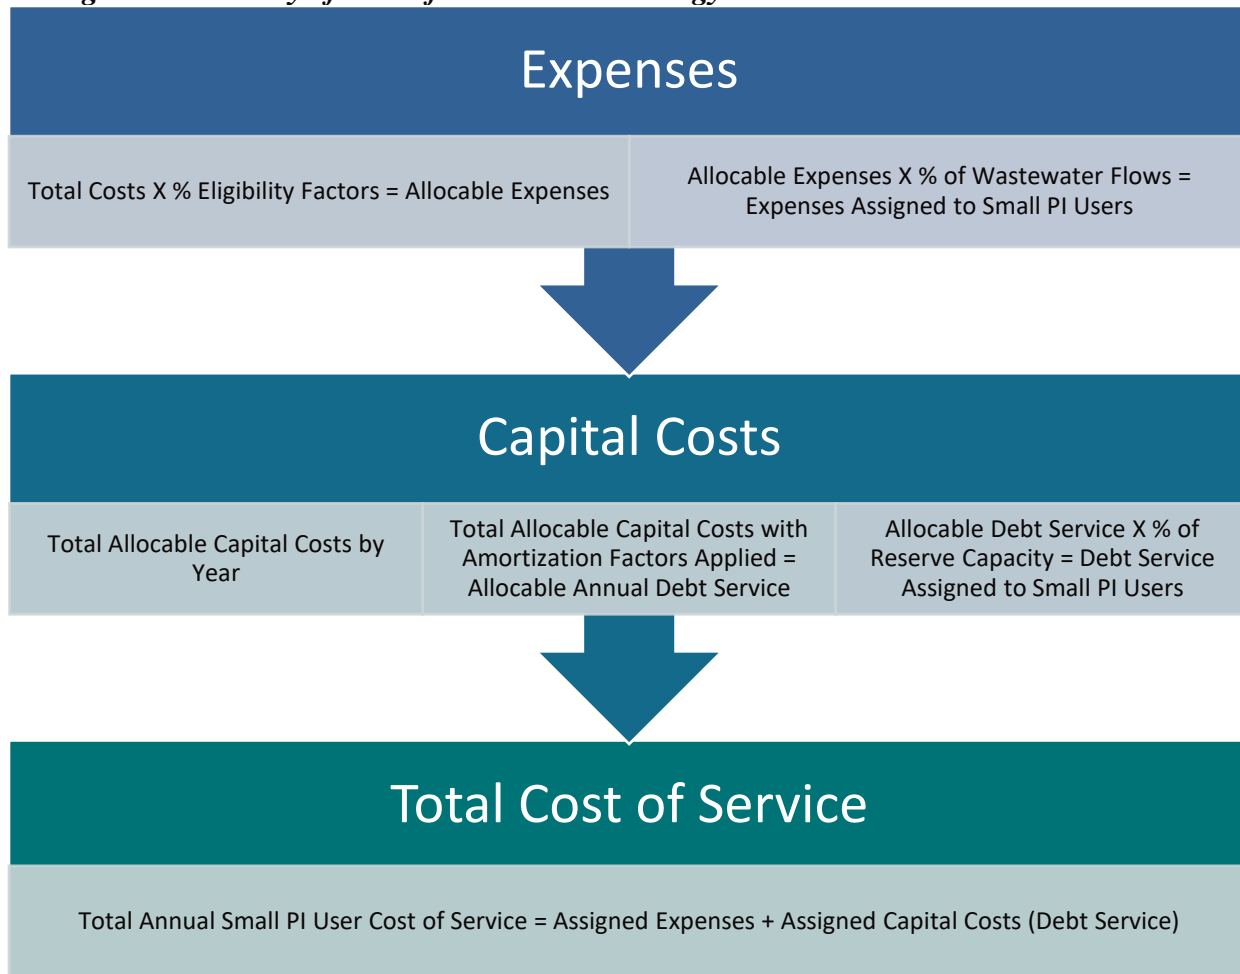 Expenses
Total Costs X % Eligibility Factors = Allocable Expenses
Allocable Expenses X % of Wastewater Flows =
Expenses Assigned to Small PI Users
Capital Costs
Total Allocable Capital Costs by
Year
Total Allocable Capital Costs with
Amortization Factors Applied =
Allocable Annual Debt Service
Allocable Debt Service X % of
Reserve Capacity = Debt Service
Assigned to Small PI Users
Total Cost of Service
Total Annual Small PI User Cost of Service = Assigned Expenses + Assigned Capital Costs (Debt Service)